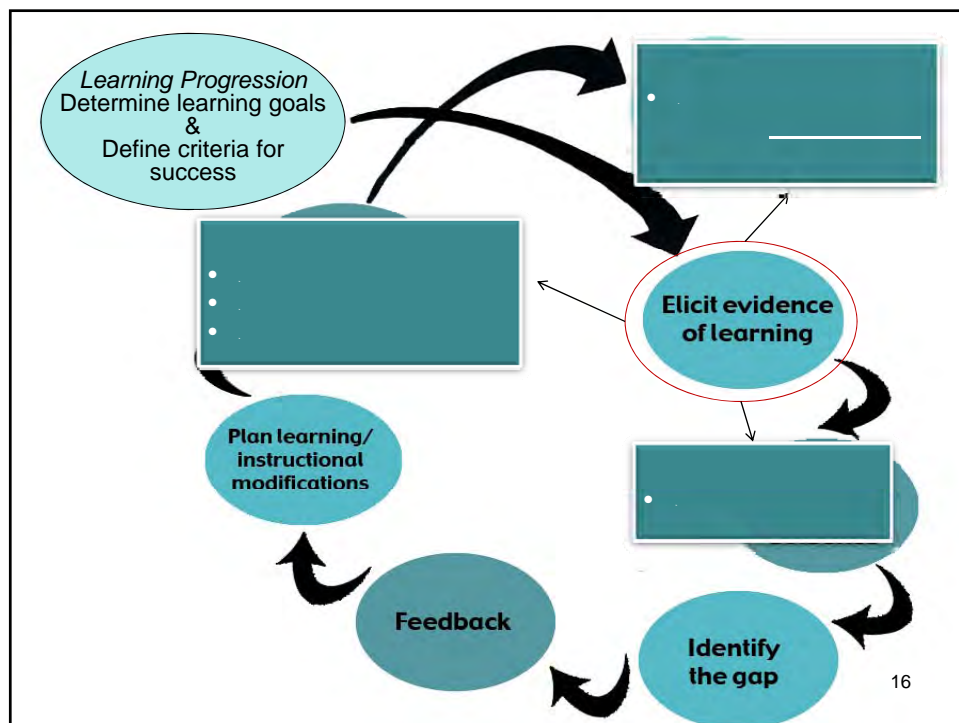 Learning Progression
Determine learning goals
&
Define criteria for
success
Elicit evidence
of learning
Plan learning/
instructional
modifications
Feedback
Identify
the gap
16